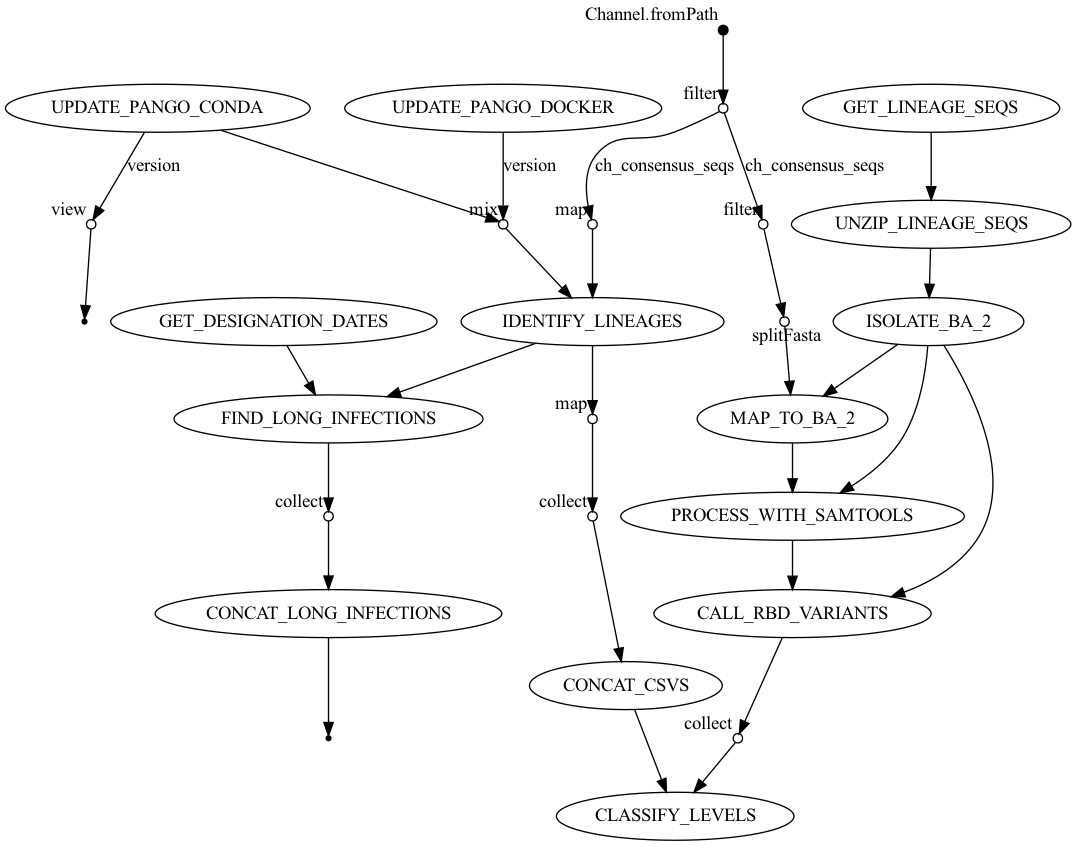 Channel.fromPath
filter
UPDATE_PANGO_CONDA
UPDATE_PANGO_DOCKER
GET_LINEAGE_SEQS
version
version
ch_consensus_seqs
ch_consensus_seqs
view
mix
map
filter
UNZIP_LINEAGE_SEQS
GET_DESIGNATION_DATES
IDENTIFY_LINEAGES
splitFasta
ISOLATE_BA_2
FIND_LONG_INFECTIONS
map
MAP_TO_BA_2
collect
collect
PROCESS_WITH_SAMTOOLS
CONCAT_LONG_INFECTIONS
CALL_RBD_VARIANTS
CONCAT_CSVS
collect
CLASSIFY_LEVELS